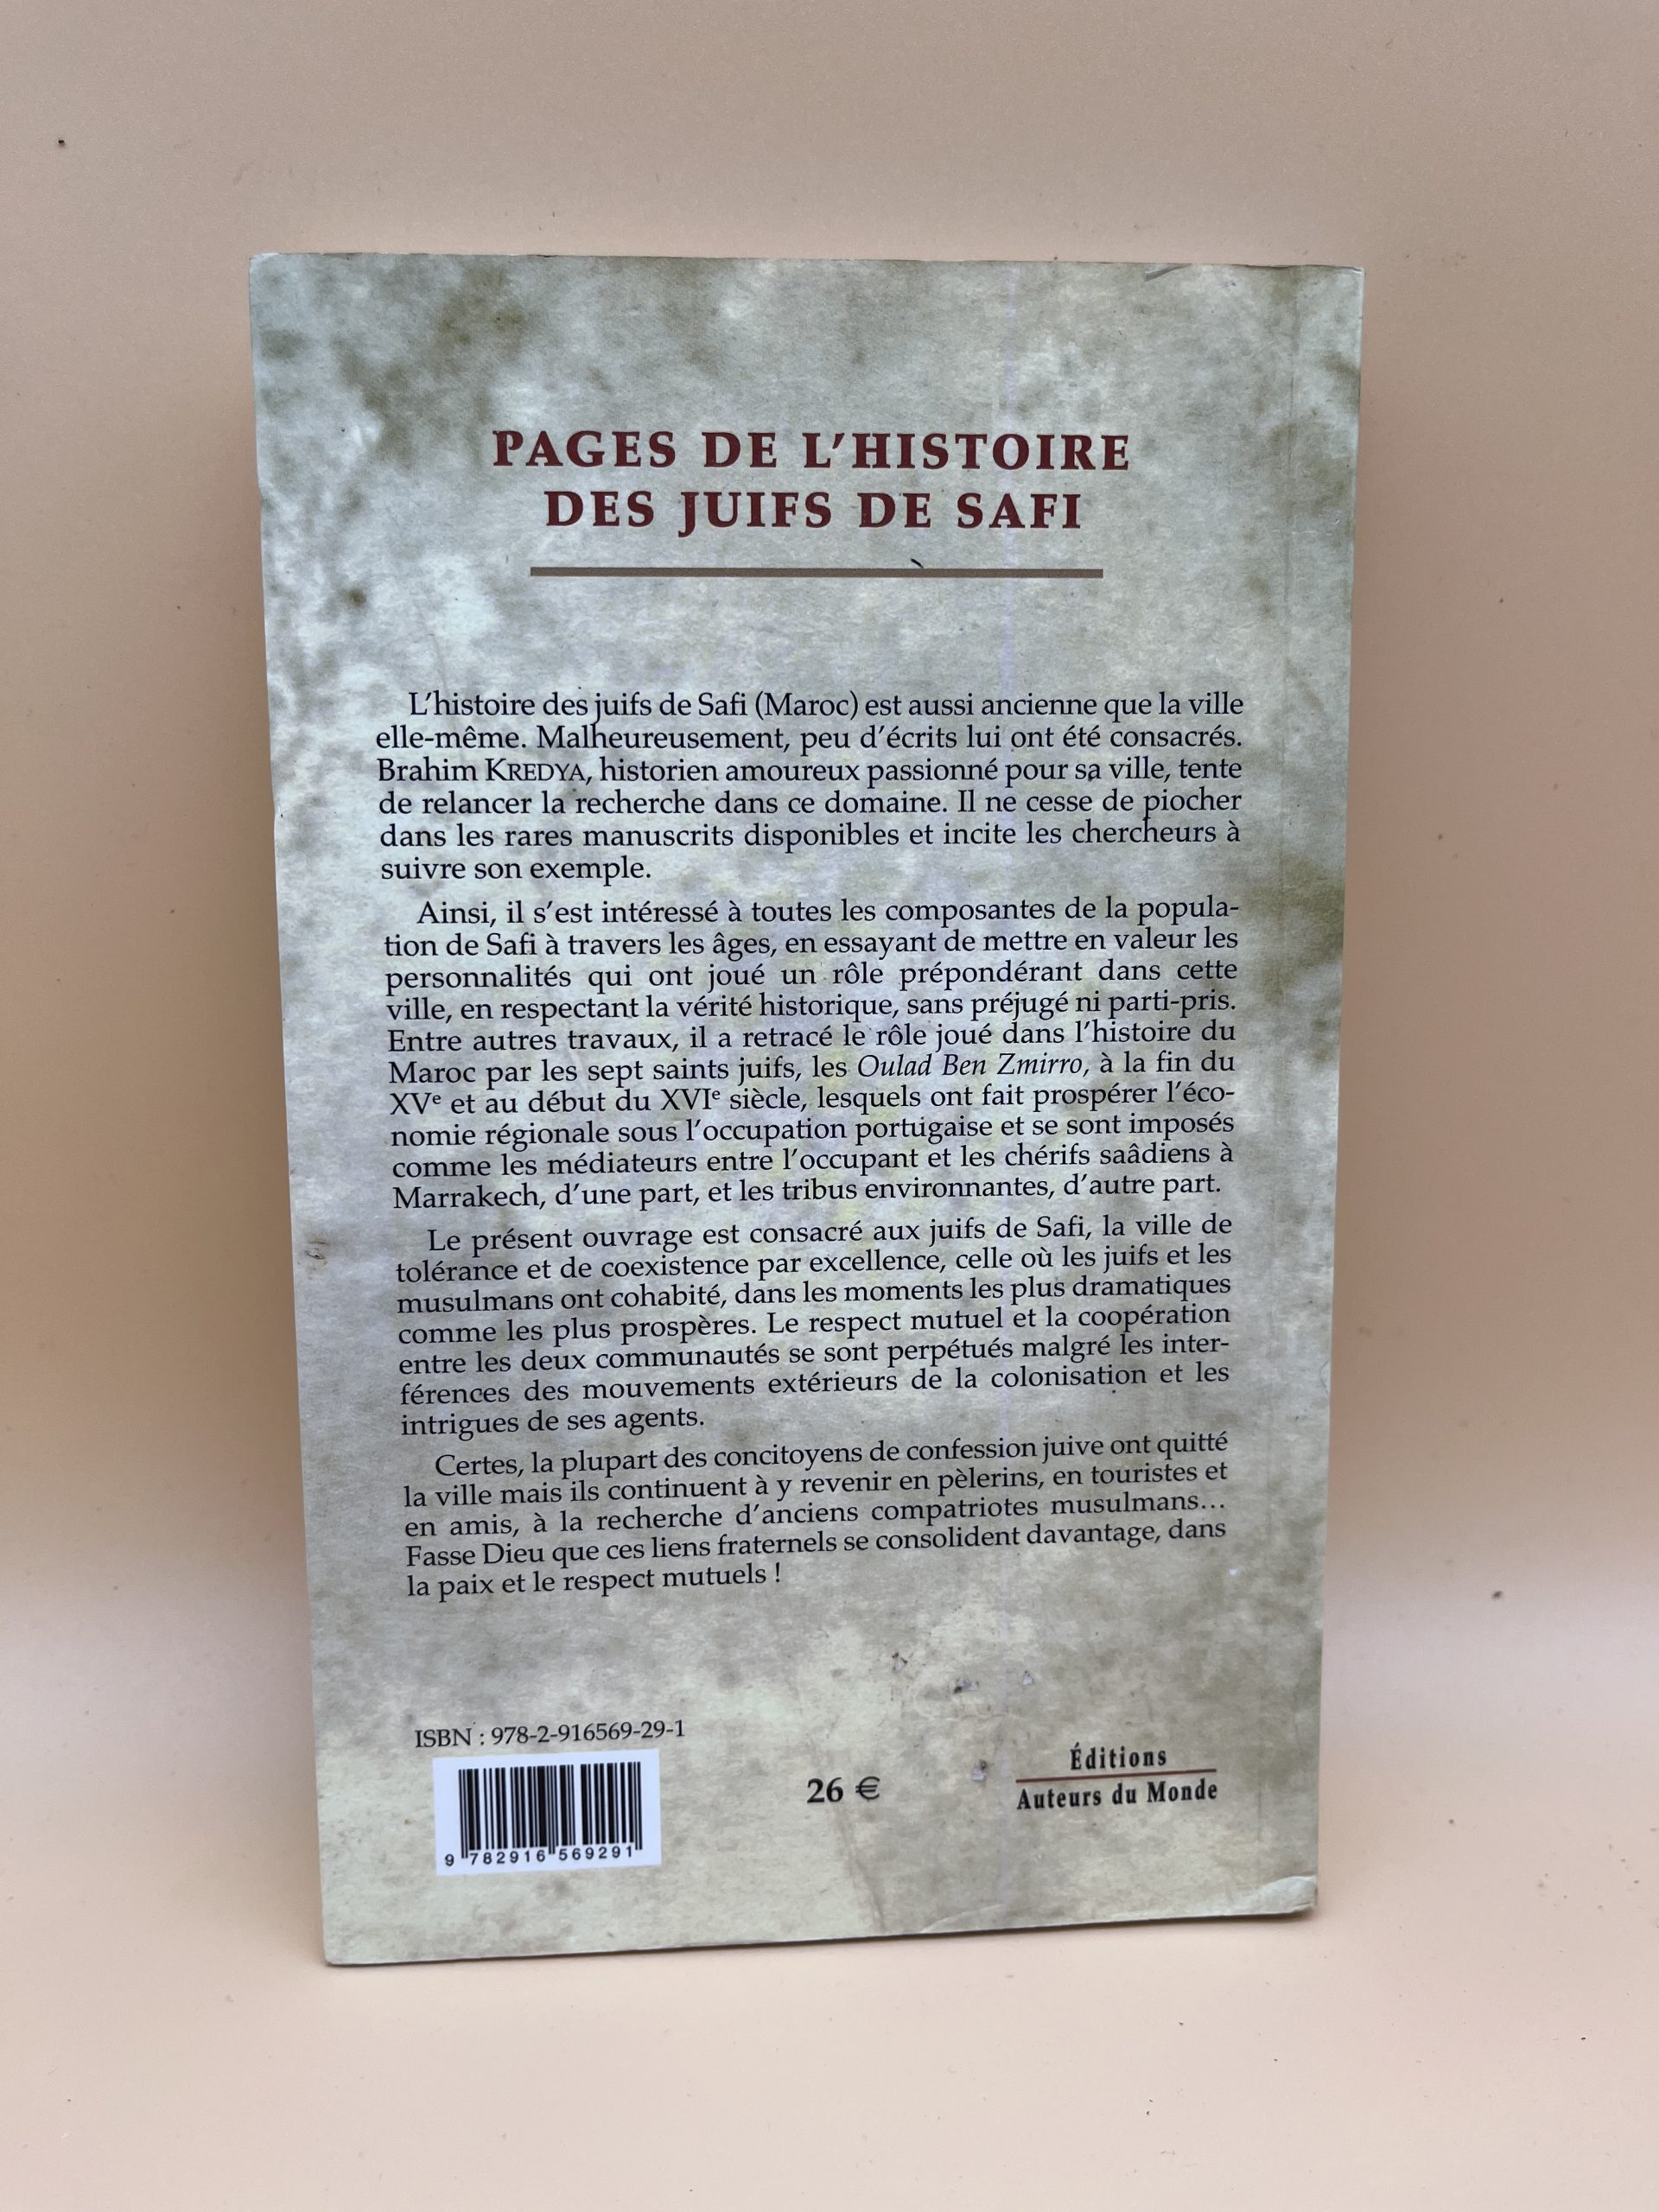 PAGES DE L'HISTOIRE
DES JUIFS DE SAFI
L'histoire des juifs de Safi (Maroc) est aussi ancienne que la ville
elle-même. Malheureusement, peu d'écrits lui ont été consacrés.
Brahim KREDYA, historien amoureux passionné pour sa ville, tente
de relancer la recherche dans ce domaine. Il ne cesse de piocher
dans les rares manuscrits disponibles et incite les chercheurs à
suivre son exemple.
Ainsi, il s'est intéressé à toutes les composantes de la popula-
tion de Safi à travers les âges, en essayant de mettre en valeur les
personnalités qui ont joué un rôle prépondérant dans cette
ville, en respectant la vérité historique, sans préjugé ni parti-pris.
Entre autres travaux, il a retracé le rôle joué dans l'histoire du
Maroc par les sept saints juifs, les Oulad Ben Zmirro, à la fin du
XVe et au début du XVIe siècle, lesquels ont fait prospérer l'éco-
nomie régionale sous l'occupation portugaise et se sont imposés
comme les médiateurs entre l'occupant et les chérifs saâdiens à
Marrakech, d'une part, et les tribus environnantes, d'autre part.
Le présent ouvrage est consacré aux juifs de Safi, la ville de
tolérance et de coexistence par excellence, celle où les juifs et les
musulmans ont cohabité, dans les moments les plus dramatiques
comme les plus prospères. Le respect mutuel et la coopération
entre les deux communautés se sont perpétués malgré les inter-
férences des mouvements extérieurs de la colonisation et les
intrigues de ses agents.
Certes, la plupart des concitoyens de confession juive ont quitté
la ville mais ils continuent à y revenir en pèlerins, en touristes et
en amis, à la recherche d'anciens compatriotes musulmans...
Fasse Dieu que ces liens fraternels se consolident davantage, dans
la paix et le respect mutuels !
ISBN : 978-2-916569-29-1
9 782916 569291
26 €
Éditions
Auteurs du Monde